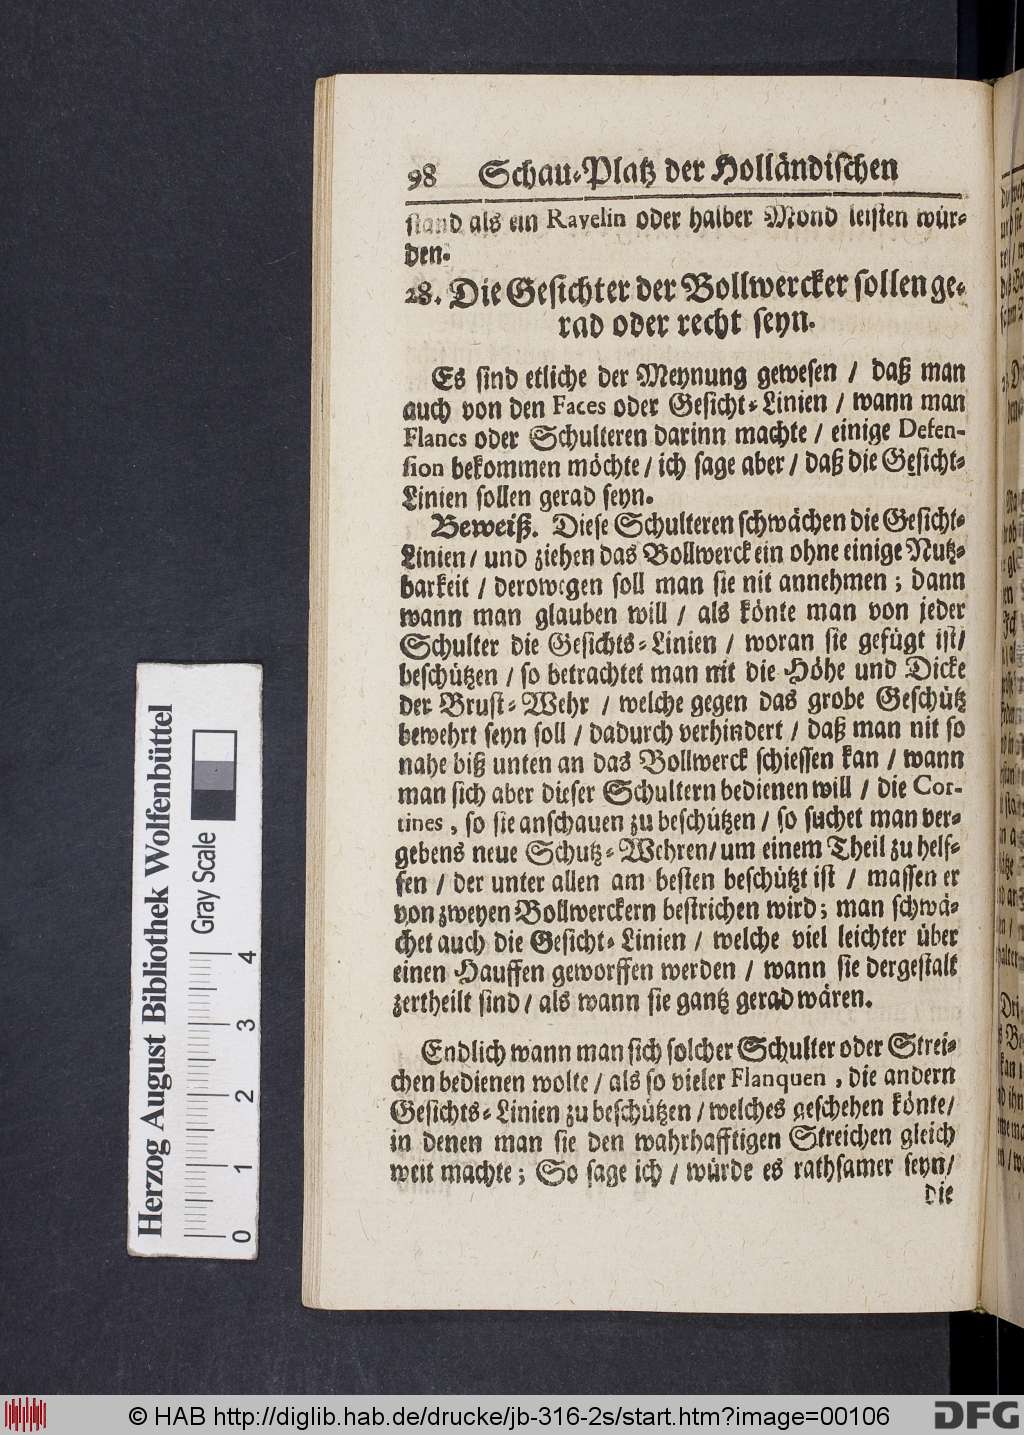 98 Schau-Platz der Holländischen
stand als ein Ravelin oder halber Mond leisten wür-
den.
28. Die Gesichter der Bollwercker sollen ge-
rad oder recht seyn.
Es sind etliche der Meynung gewesen / daß man
auch von den Faces oder Gesicht-Linien / wann man
Flancs oder Schulteren darinn machte / einige Defen-
sion bekommen möchte / ich sage aber / daß die Gesicht-
Linien sollen gerad seyn.
Beweiß. Diese Schulteren schwächen die Gesicht-
Linien / und ziehen das Bollwerck ein ohne einige Nutz-
barkeit / derowegen soll man sie nit annehmen ; dann
wann man glauben will / als könte man von jeder
Schulter die Gesichts-Linien / woran sie gefügt ist/
beschützen / so betrachtet man nit die Höhe und Dicke
der Brust-Wehr / welche gegen das grobe Geschütz
bewehrt seyn soll / dadurch verhindert / daß man nit so
nahe biß unten an das Bollwerck schiessen kan / wann
man sich aber dieser Schultern bedienen will / die Cor-
tines , so sie anschauen zu beschützen / so suchet man ver-
gebens neue Schutz-Wehren/ um einem Theil zu helf-
fen / der unter allen am besten beschützt ist / massen er
von zweyen Bollwerckern bestrichen wird ; man schwä-
chet auch die Gesicht-Linien / welche viel leichter über
einen Hauffen geworffen werden / wann sie dergestalt
zertheilt sind / als wann sie gantz gerad wären.
Endlich wann man sich solcher Schulter oder Strei-
chen bedienen wolte / als so vieler Flanquen , die andern
Gesichts-Linien zu beschützen / welches geschehen könte/
in denen man sie den wahrhafftigen Streichen gleich
weit machte ; So sage ich / würde es rathsamer seyn/
die
Herzog August Bibliothek Wolfenbüttel
Gray Scale
0 1 2 3 4
© HAB http://diglib.hab.de/drucke/jb-316-2s/start.htm?image=00106
DFG